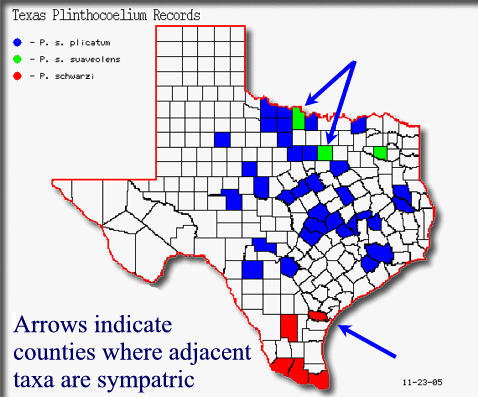 Texas Plinthocoelium Records
- P. s. plicatum
- P. s. suaveolens
- P. schwarzi
Arrows indicate
counties where adjacent
taxa are sympatric
11-23-05